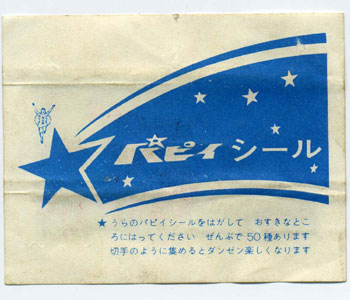 パピイ シール
★うらのパピイシールをはがして おすきなとこ
ろにはってください ぜんぶで50種あります
切手のように集めるとダンゼン楽しくなります